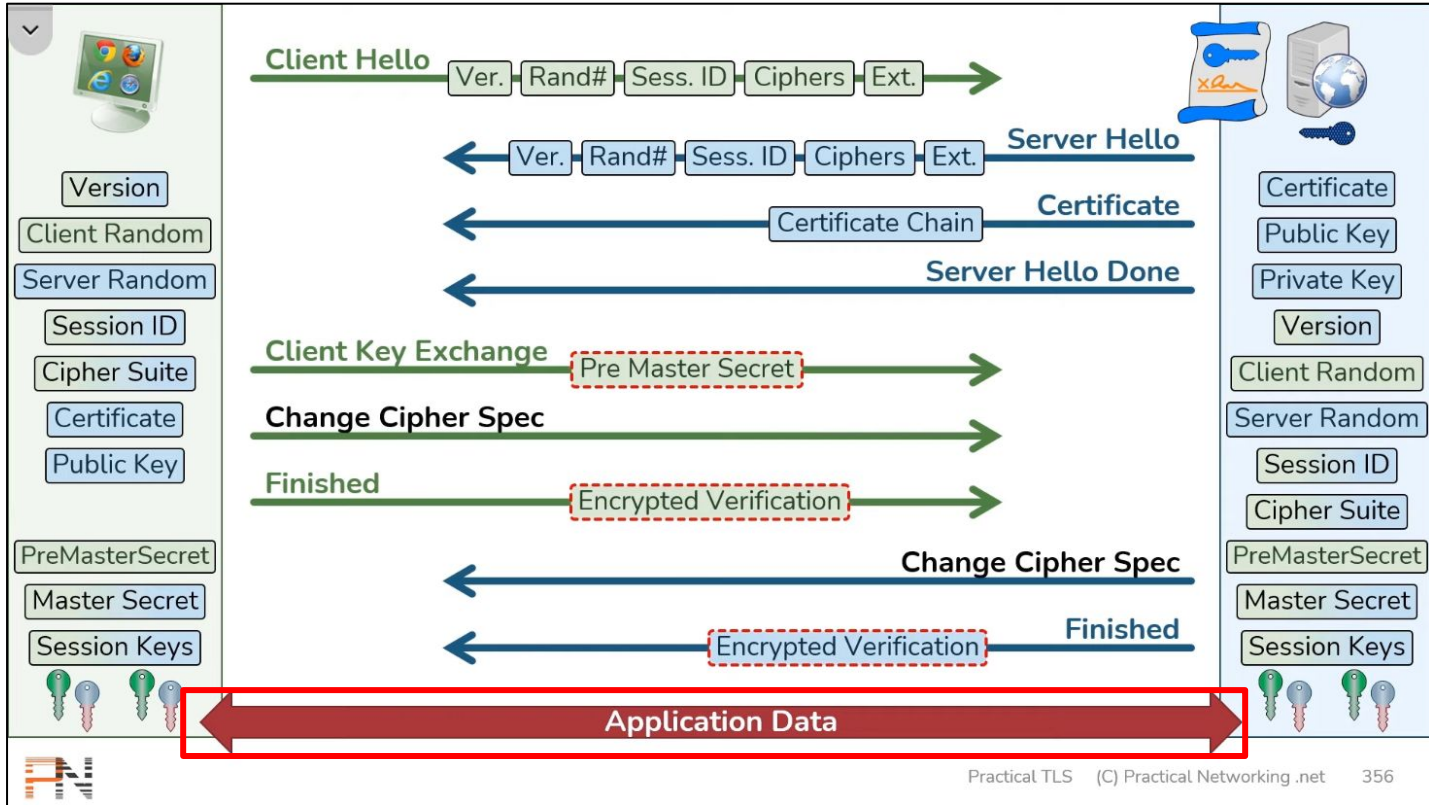 Client Hello
Ver. Rand# Sess. ID Ciphers Ext.
Server Hello
Ver. Rand# Sess. ID Ciphers Ext.
Certificate
Certificate Chain
Server Hello Done
Client Key Exchange
Pre Master Secret
Change Cipher Spec
Finished
Encrypted Verification
Change Cipher Spec
Finished
Encrypted Verification
Version
Client Random
Server Random
Session ID
Cipher Suite
Certificate
Public Key
PreMasterSecret
Master Secret
Session Keys
Certificate
Public Key
Private Key
Version
Client Random
Server Random
Session ID
Cipher Suite
PreMasterSecret
Master Secret
Session Keys
Application Data
PN
Practical TLS (C) Practical Networking .net 356